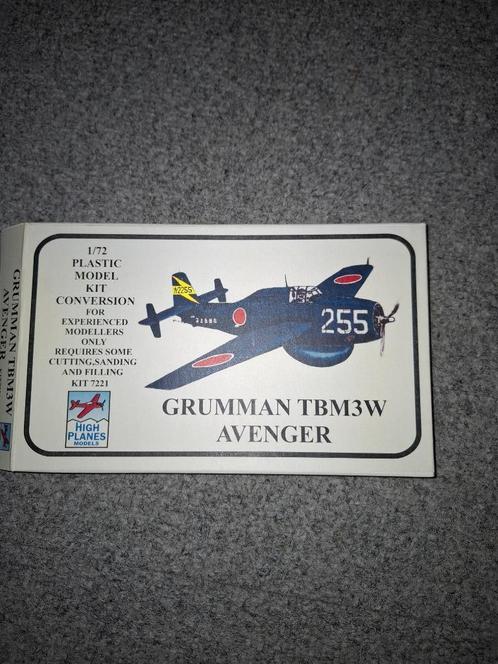 1/72
PLASTIC
MODEL
KIT
CONVERSION
FOR
EXPERIENCED
MODELLERS
ONLY
REQUIRES SOME
CUTTING,SANDING
AND FILLING
KIT 7221
HIGH
PLANES
MODELS
255
GRUMMAN TBM3W
AVENGER
GRUMMAN TBM3W
AVENGER